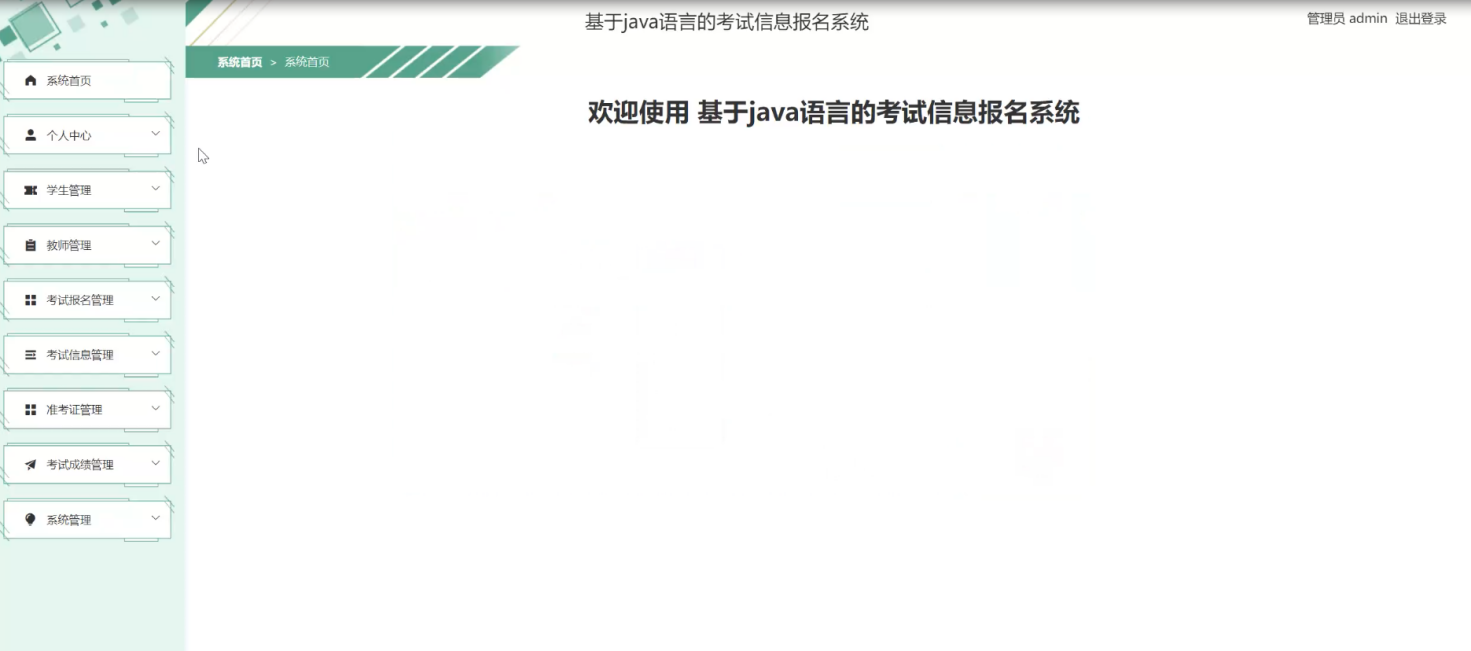 基于java语言的考试信息报名系统
管理员 admin 退出登录
系统首页 > 系统首页
系统首页
个人中心
学生管理
教师管理
考试报名管理
考试信息管理
准考证管理
考试成绩管理
系统管理
欢迎使用 基于java语言的考试信息报名系统